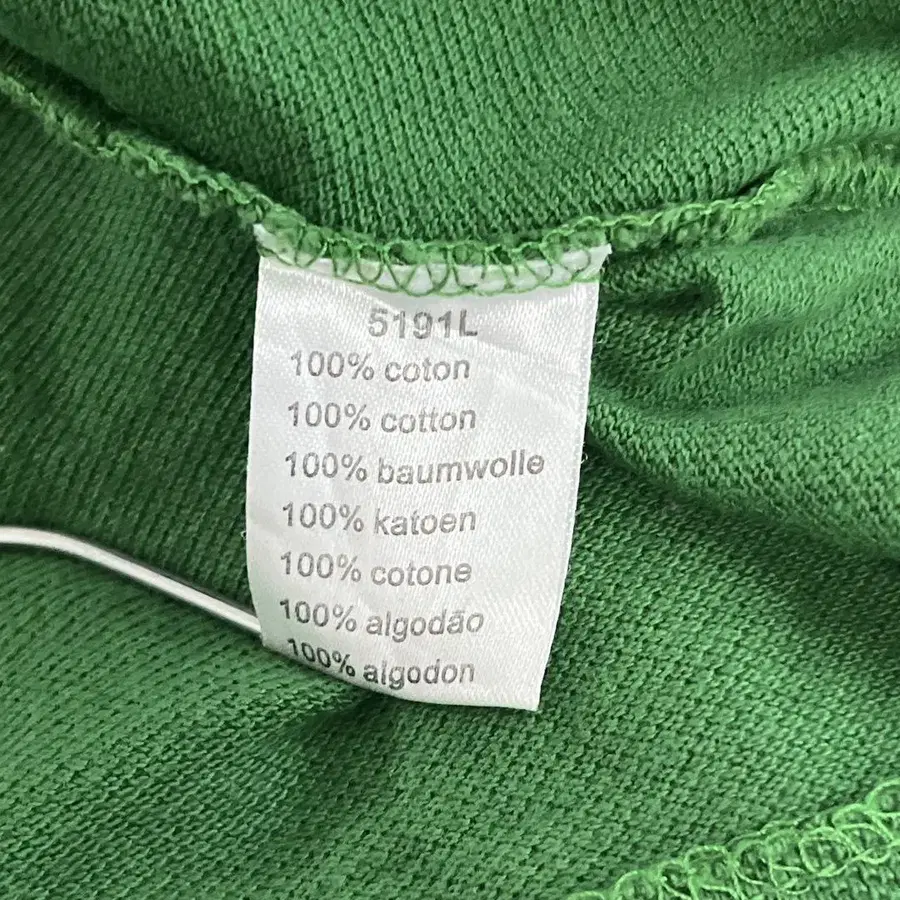 5191L
100% coton
100% cotton
100% baumwolle
100% katoen
100% cotone
100% algodão
100% algodon